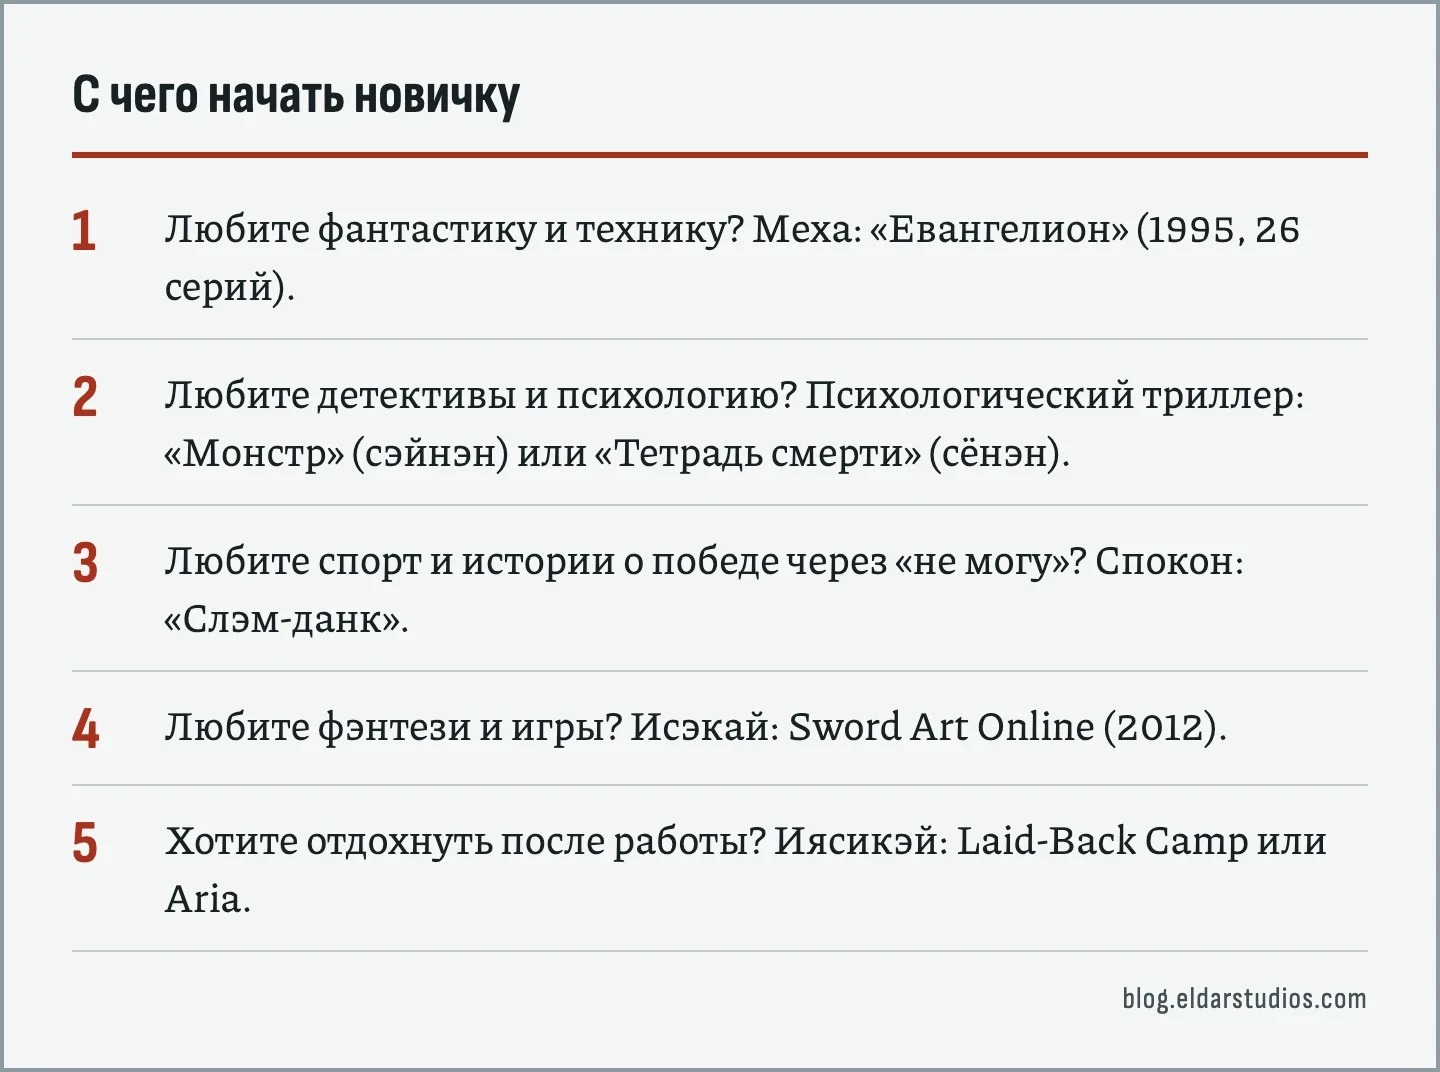 С чего начать новичку
1 Любите фантастику и технику? Меха: «Евангелион» (1995, 26
серий).
2 Любите детективы и психологию? Психологический триллер:
«Монстр» (сэйнэн) или «Тетрадь смерти» (сёнэн).
3 Любите спорт и истории о победе через «не могу»? Спокон:
«Слэм-данк».
4 Любите фэнтези и игры? Исэкай: Sword Art Online (2012).
5 Хотите отдохнуть после работы? Иясикэй: Laid-Back Camp или
Aria.
blog.eldarstudios.com